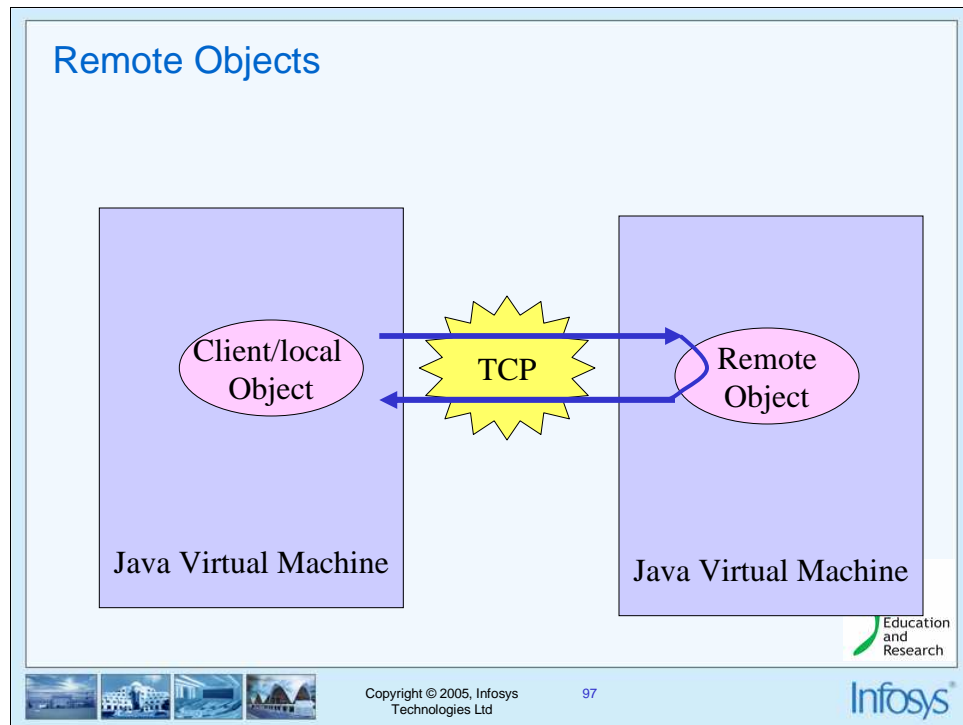 Remote Objects
Client/local
Object
TCP
Remote
Object
Java Virtual Machine
Java Virtual Machine
Education
and
Research
Copyright © 2005, Infosys
Technologies Ltd
97
Infosys®